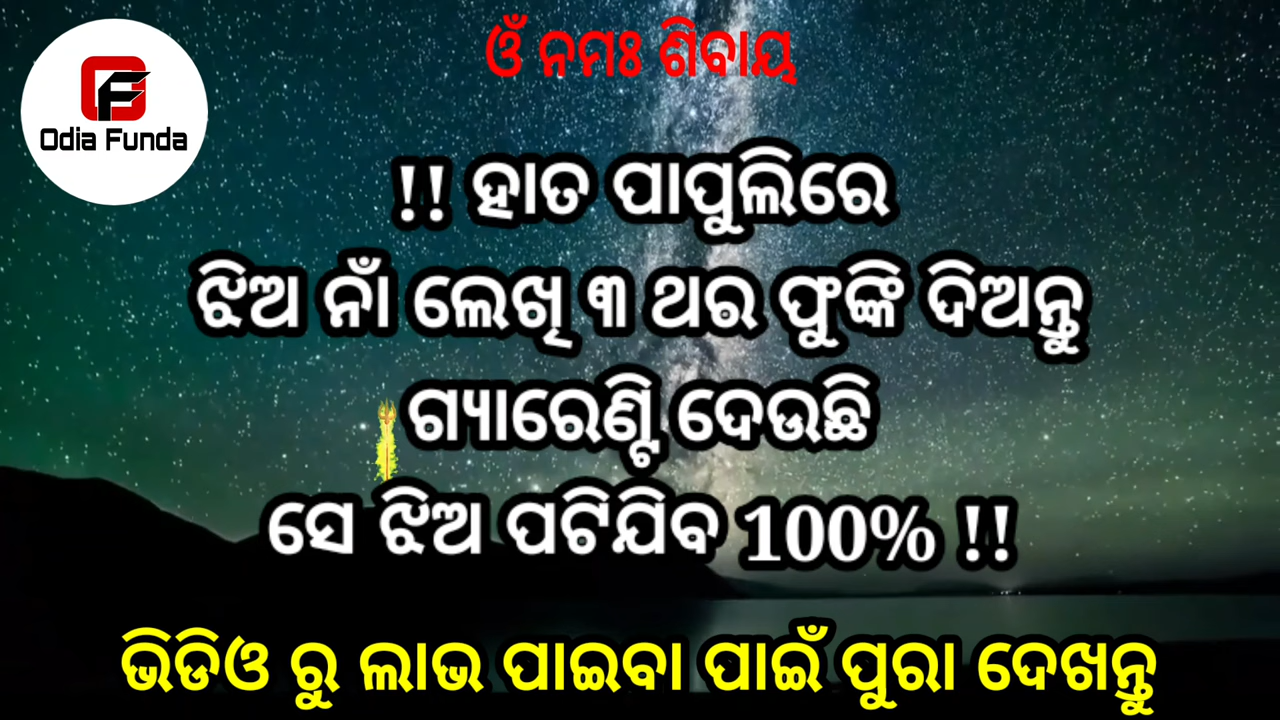 ଓଁ ନମଃ ଶିବାୟ
Odia Funda
!! ହାତ ପାପୁଲିରେ
ଝିଅ ନାଁ ଲେଖି ୩ ଥର ଫୁଙ୍କି ଦିଅନ୍ତୁ
ଗ୍ୟାରେଣ୍ଟି ଦେଉଛି
ସେ ଝିଅ ପଟିଯିବ 100% !!
ଭିଡିଓ ରୁ ଲାଭ ପାଇବା ପାଇଁ ପୁରା ଦେଖନ୍ତୁ